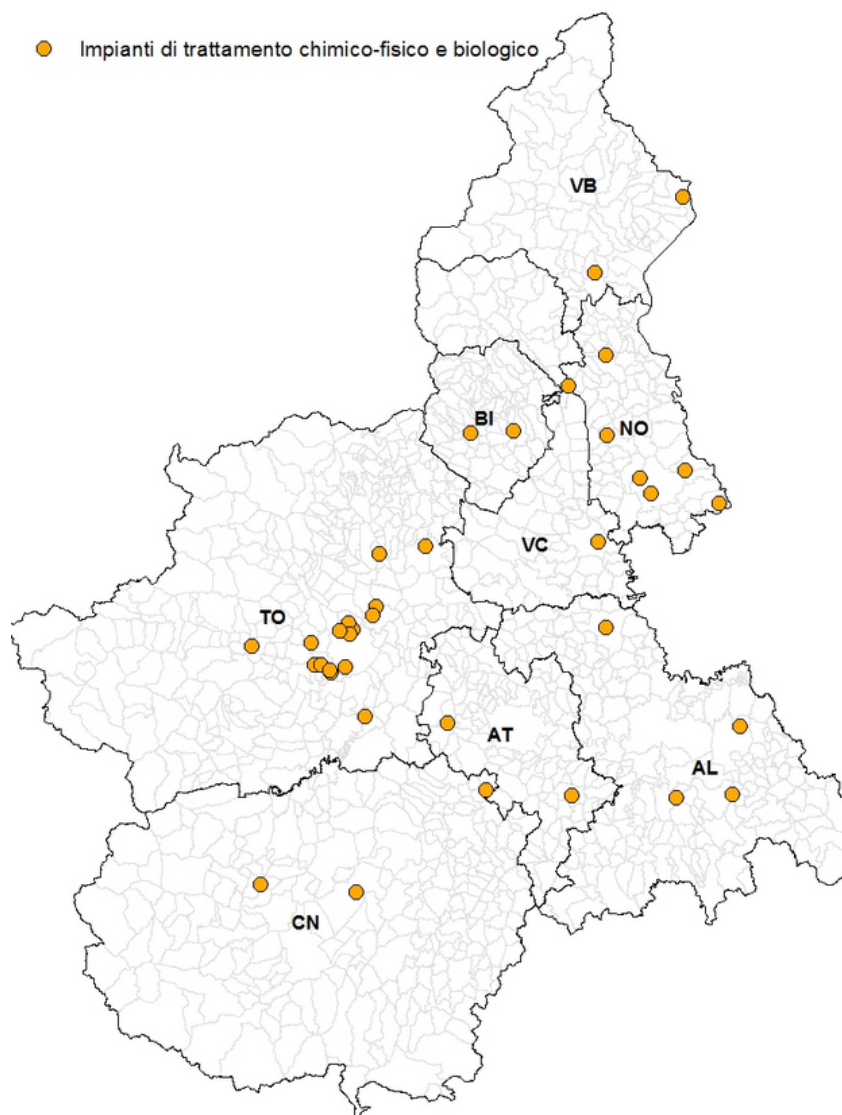 Impianti di trattamento chimico-fisico e biologico
VB
BI
NO
VC
TO
AT
AL
CN